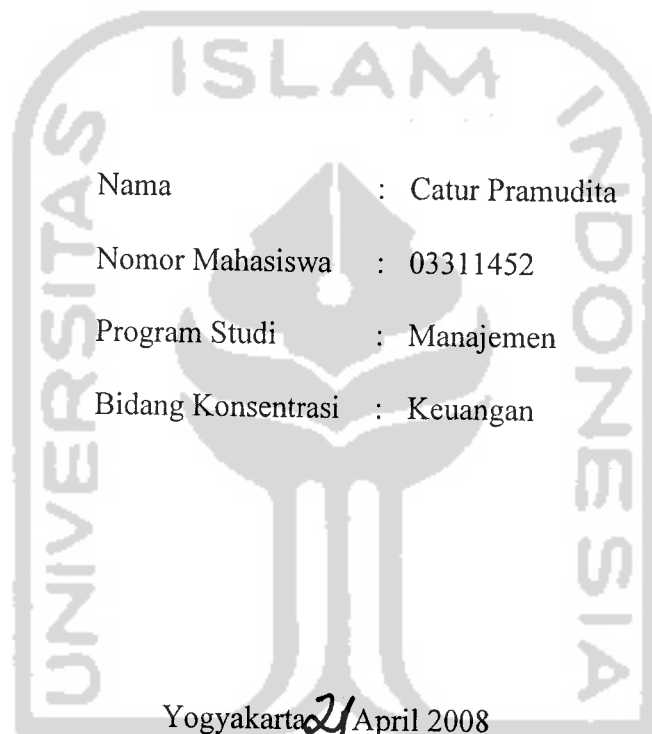 UNIVERSITAS ISLAM INDONESIA
Nama : Catur Pramudita
Nomor Mahasiswa : 03311452
Program Studi : Manajemen
Bidang Konsentrasi : Keuangan
Yogyakarta 21 April 2008